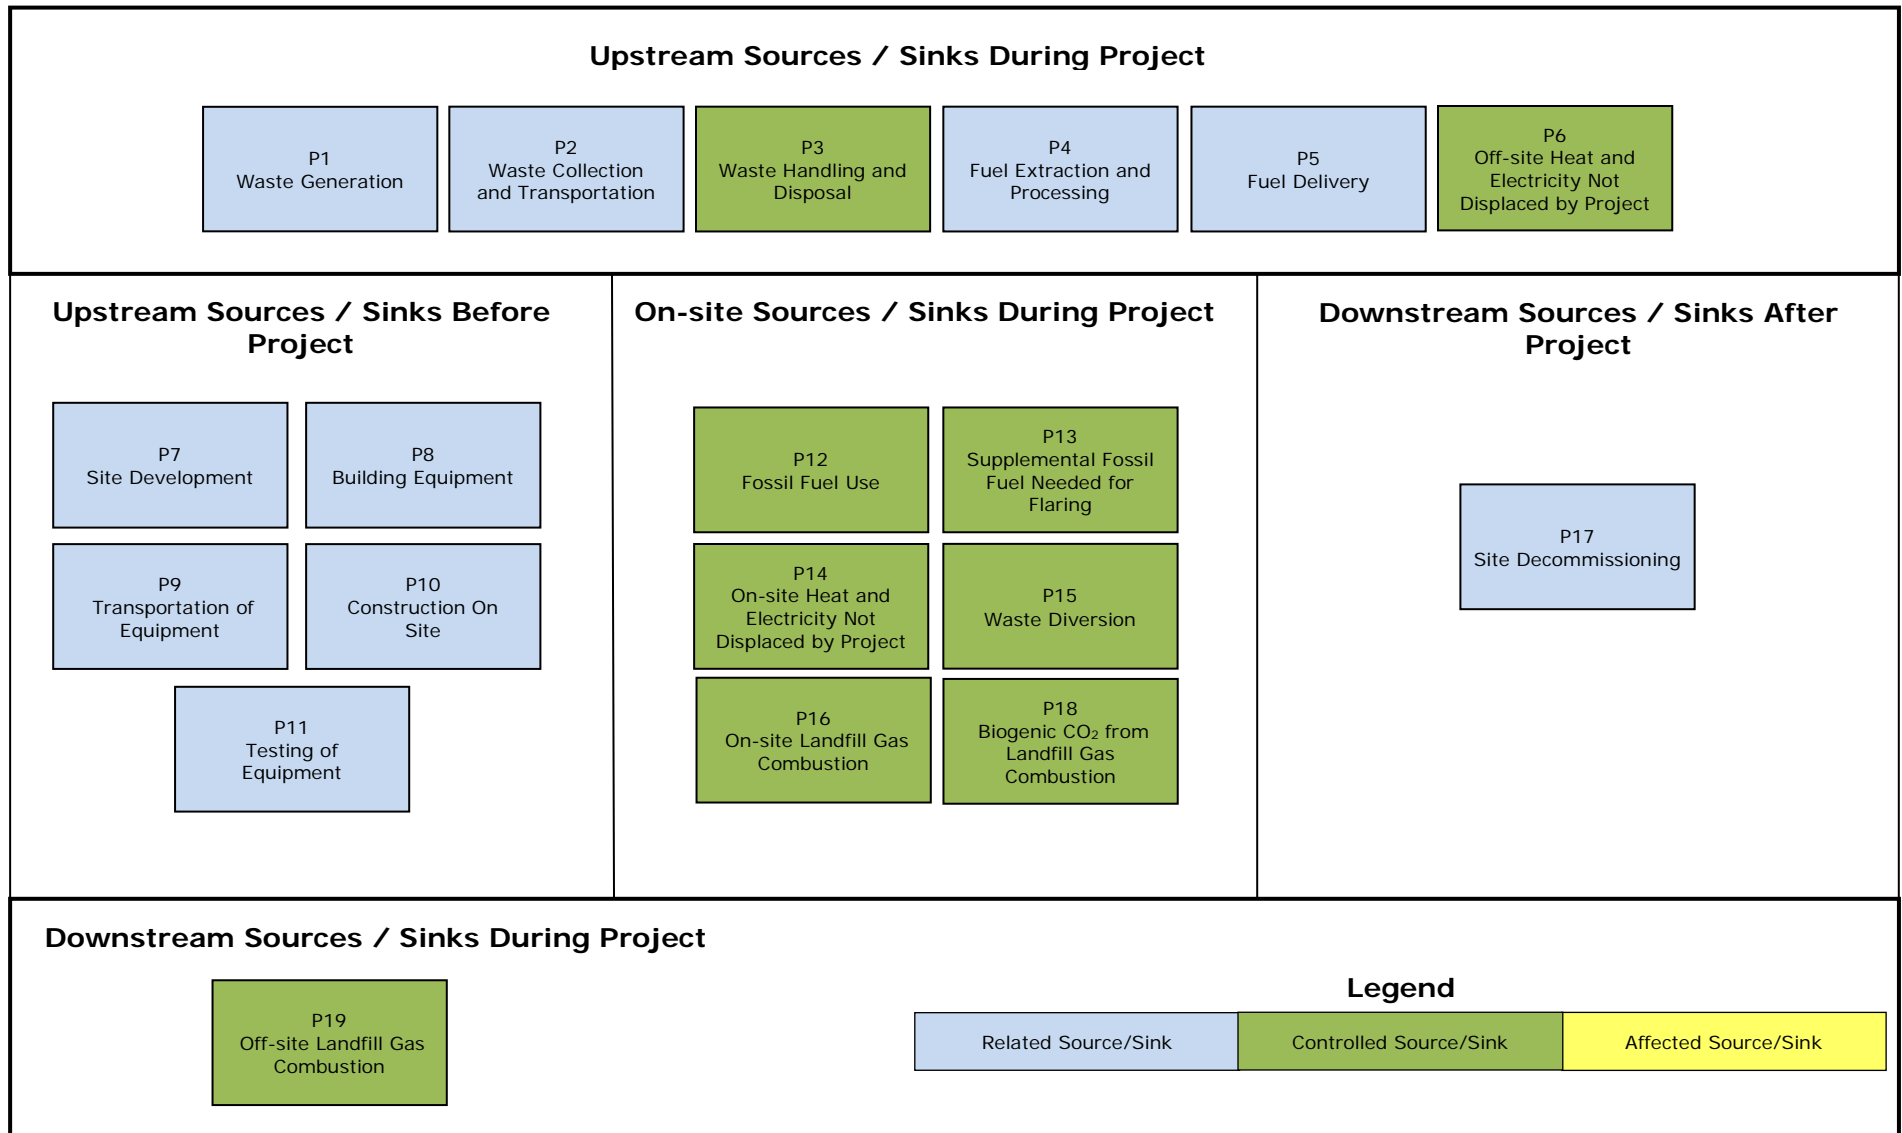 Upstream Sources / Sinks During Project
P1
Waste Generation
P2
Waste Collection
and Transportation
P3
Waste Handling and
Disposal
P4
Fuel Extraction and
Processing
P5
Fuel Delivery
P6
Off-site Heat and
Electricity Not
Displaced by Project
Upstream Sources / Sinks Before
Project
P7
Site Development
P8
Building Equipment
P9
Transportation of
Equipment
P10
Construction On
Site
P11
Testing of
Equipment
On-site Sources / Sinks During Project
P12
Fossil Fuel Use
P13
Supplemental Fossil
Fuel Needed for
Flaring
P14
On-site Heat and
Electricity Not
Displaced by Project
P15
Waste Diversion
P16
On-site Landfill Gas
Combustion
P18
Biogenic CO₂ from
Landfill Gas
Combustion
Downstream Sources / Sinks After
Project
P17
Site Decommissioning
Downstream Sources / Sinks During Project
P19
Off-site Landfill Gas
Combustion
Legend
Related Source/Sink
Controlled Source/Sink
Affected Source/Sink